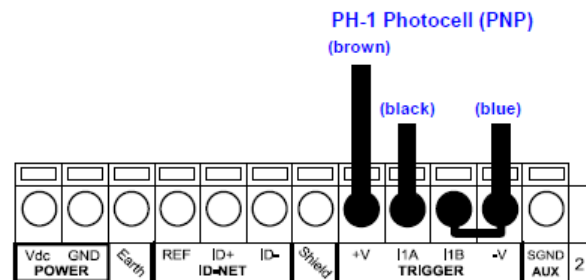 PH-1 Photocell (PNP)
(brown)
(black) (blue)
Vdc GND Earth REF ID+ ID- Shield +V I1A I1B -V SGND
POWER ID-NET TRIGGER AUX